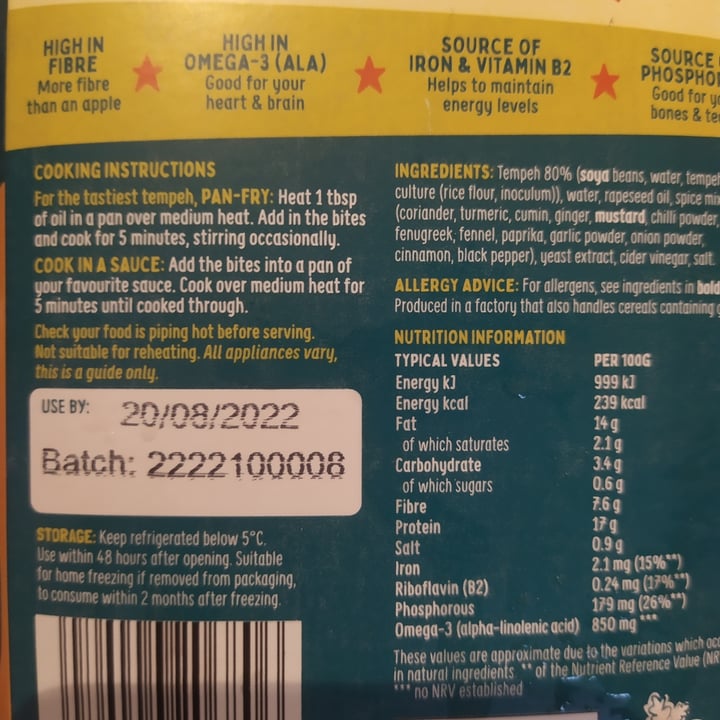 HIGH IN
FIBRE
More fibre
than an apple
HIGH IN
OMEGA-3 (ALA)
Good for your
heart & brain
SOURCE OF
IRON & VITAMIN B2
Helps to maintain
energy levels
SOURCE
Good for
bones &
COOKING INSTRUCTIONS
For the tastiest tempeh, PAN-FRY: Heat 1 tbsp
of oil in a pan over medium heat. Add in the bites
and cook for 5 minutes, stirring occasionally.
COOK IN A SAUCE: Add the bites into a pan of
your favourite sauce. Cook over medium heat for
5 minutes until cooked through.
Check your food is piping hot before serving.
Not suitable for reheating. All appliances vary,
this is a guide only.
USE BY: 20/08/2022
Batch: 2222100008
STORAGE: Keep refrigerated below 5°C.
Use within 48 hours after opening. Suitable
for home freezing if removed from packaging,
to consume within 2 months after freezing.
INGREDIENTS: Tempeh 80% (soya beans, water, tempeh
culture (rice flour, inoculum)), water, rapeseed oil, spice mix
(coriander, turmeric, cumin, ginger, mustard, chilli powder,
fenugreek, fennel, paprika, garlic powder, onion powder,
cinnamon, black pepper), yeast extract, cider vinegar, salt.
ALLERGY ADVICE: For allergens, see ingredients in bold
Produced in a factory that also handles cereals containing
NUTRITION INFORMATION
TYPICAL VALUES PER 100G
Energy kJ 999 kJ
Energy kcal 239 kcal
Fat 14 g
of which saturates 2.1 g
Carbohydrate 3.4 g
of which sugars 0.6 g
Fibre 7.6 g
Protein 17 g
Salt 0.9 g
Iron 2.1 mg (15%**)
Riboflavin (B2) 0.24 mg (17%**)
Phosphorous 179 mg (26%**)
Omega-3 (alpha-linolenic acid) 850 mg ***
These values are approximate due to the variations which
in natural ingredients ** of the Nutrient Reference Value
*** no NRV established